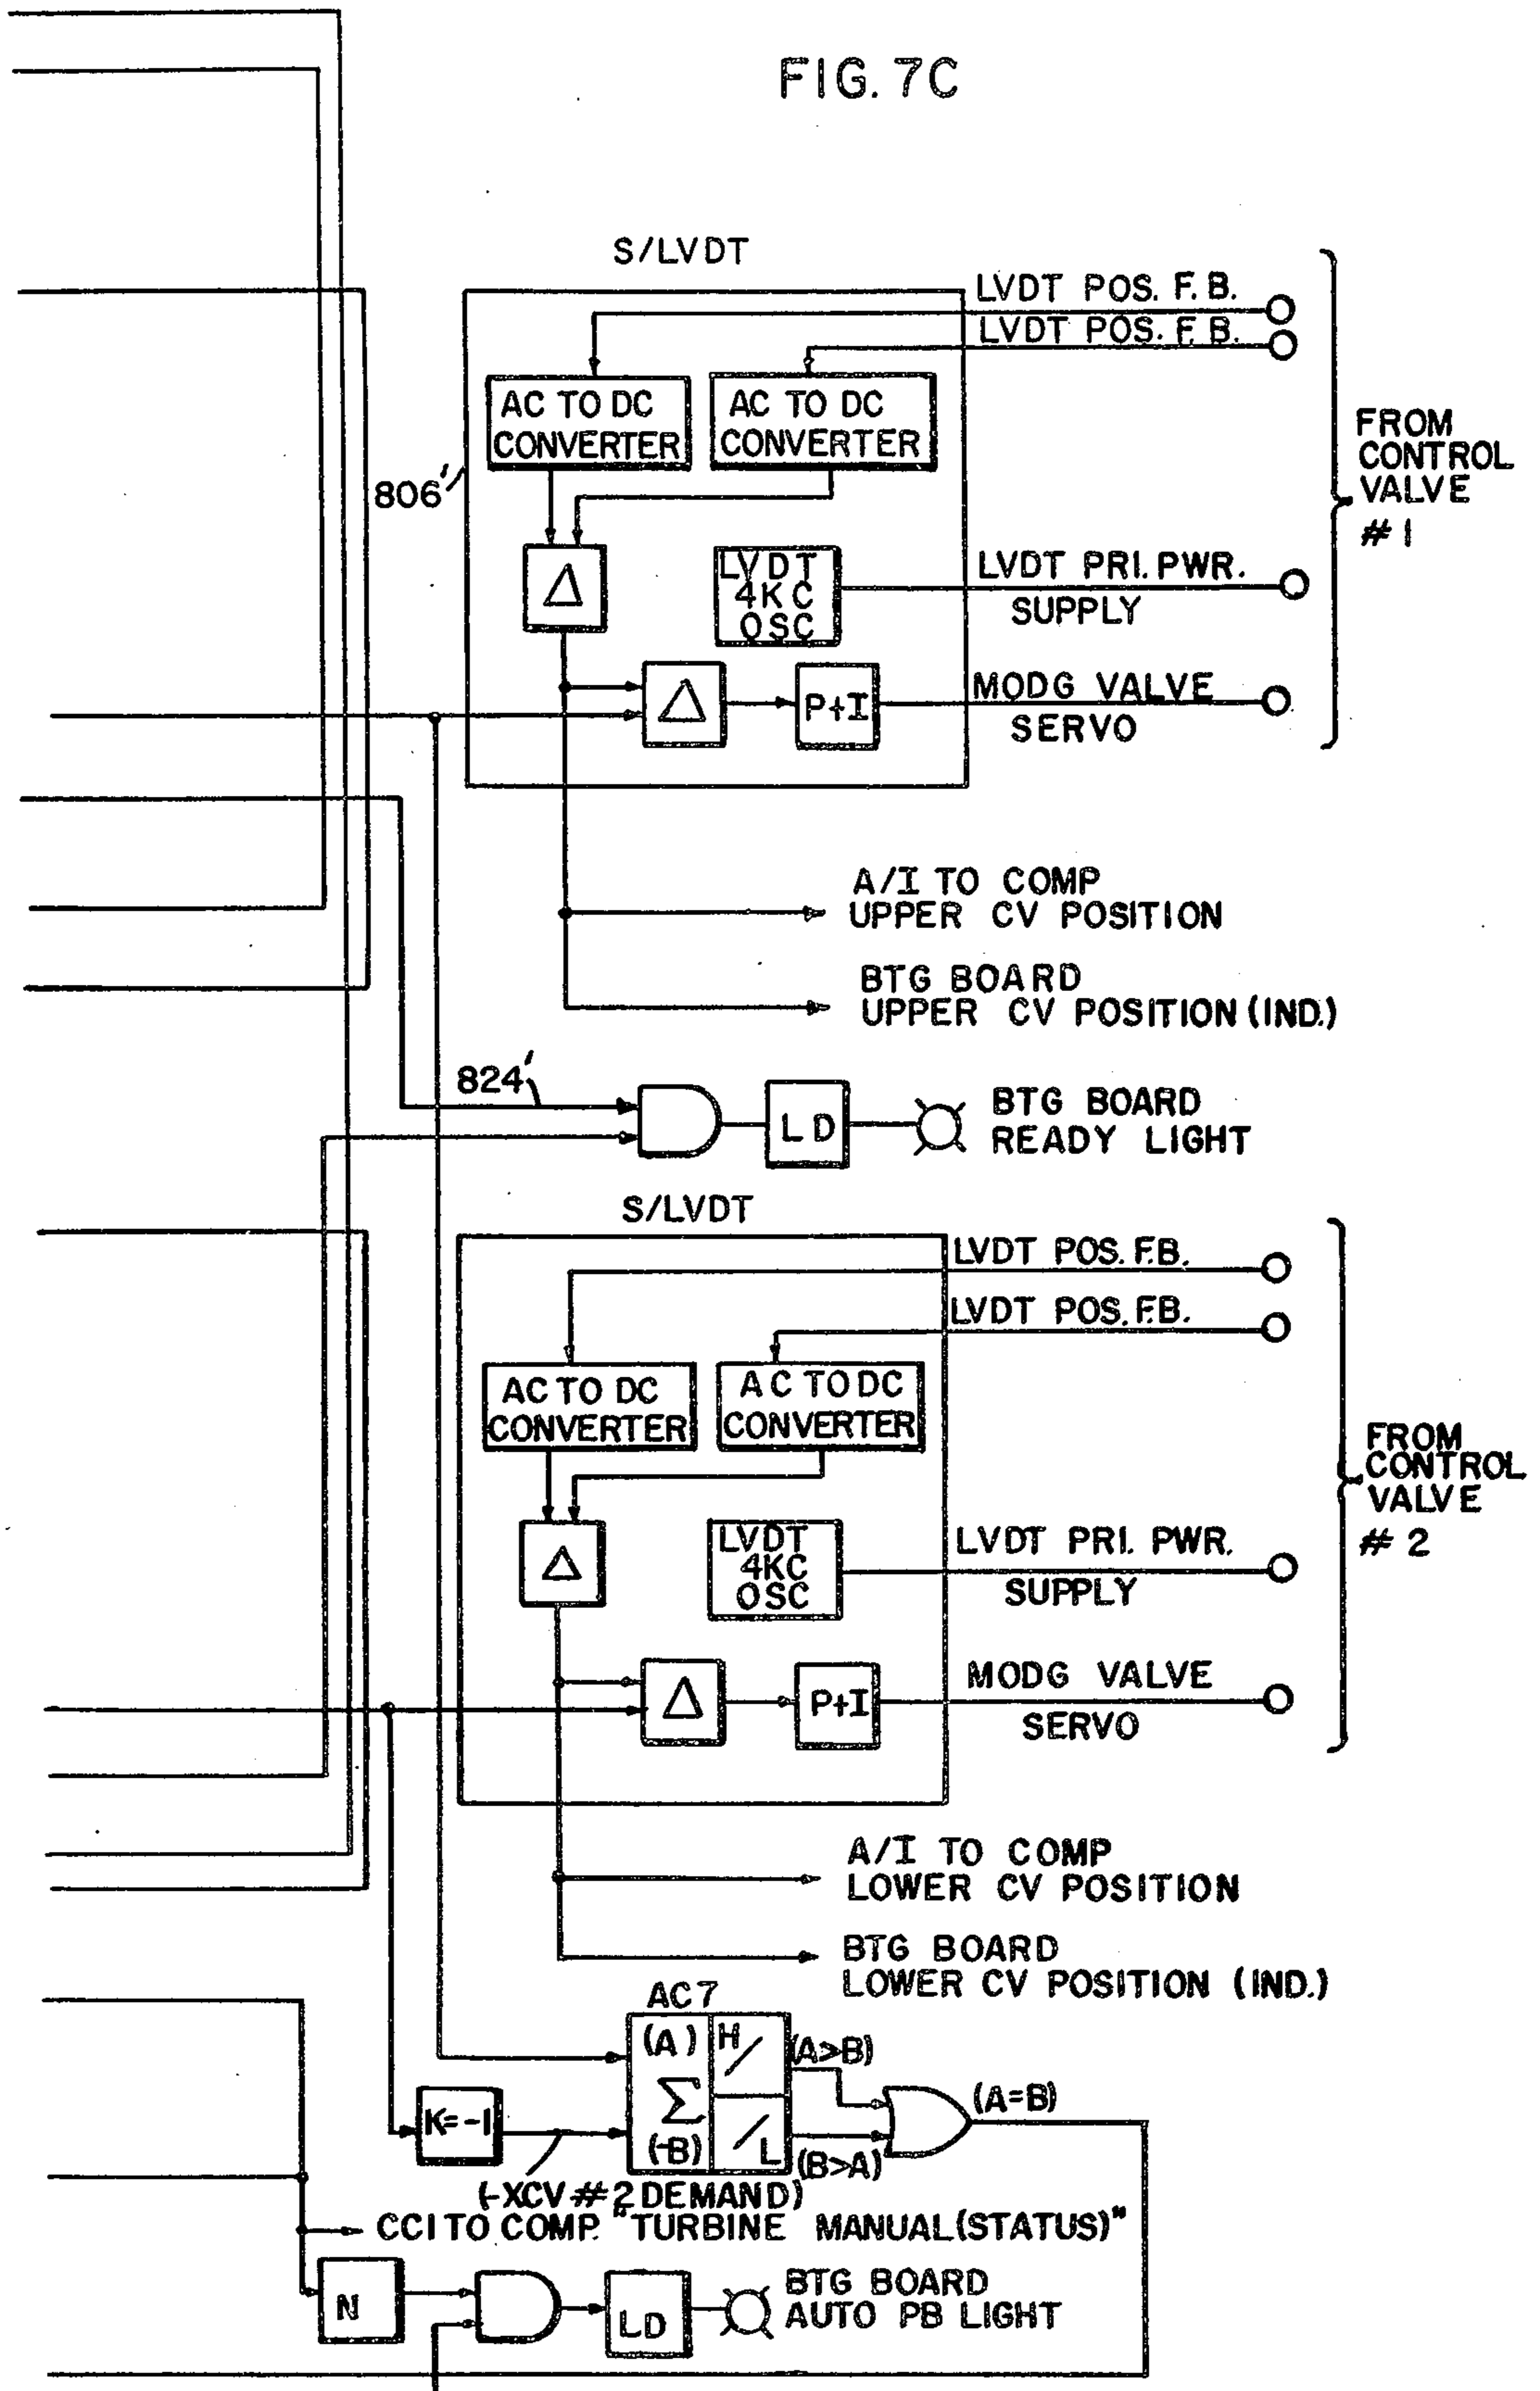 FIG. 7C
S/LVDT
LVDT POS. F.B.
LVDT POS. F.B.
AC TO DC
CONVERTER
AC TO DC
CONVERTER
806'
FROM
CONTROL
VALVE
# 1
Δ
LVDT
4KC
OSC
LVDT PRI. PWR.
SUPPLY
Δ
P+I
MODG VALVE
SERVO
A/I TO COMP
UPPER CV POSITION
BTG BOARD
UPPER CV POSITION (IND.)
824'
LD
BTG BOARD
READY LIGHT
S/LVDT
LVDT POS. F.B.
LVDT POS. F.B.
AC TO DC
CONVERTER
AC TO DC
CONVERTER
FROM
CONTROL
VALVE
# 2
Δ
LVDT
4KC
OSC
LVDT PRI. PWR.
SUPPLY
Δ
P+I
MODG VALVE
SERVO
A/I TO COMP
LOWER CV POSITION
BTG BOARD
LOWER CV POSITION (IND.)
AC7
(A)
H/
(A>B)
Σ
(A=B)
K=-1
(-B)
/L
(B>A)
(-XCV #2 DEMAND)
CCI TO COMP. "TURBINE MANUAL (STATUS)"
N
LD
BTG BOARD
AUTO PB LIGHT